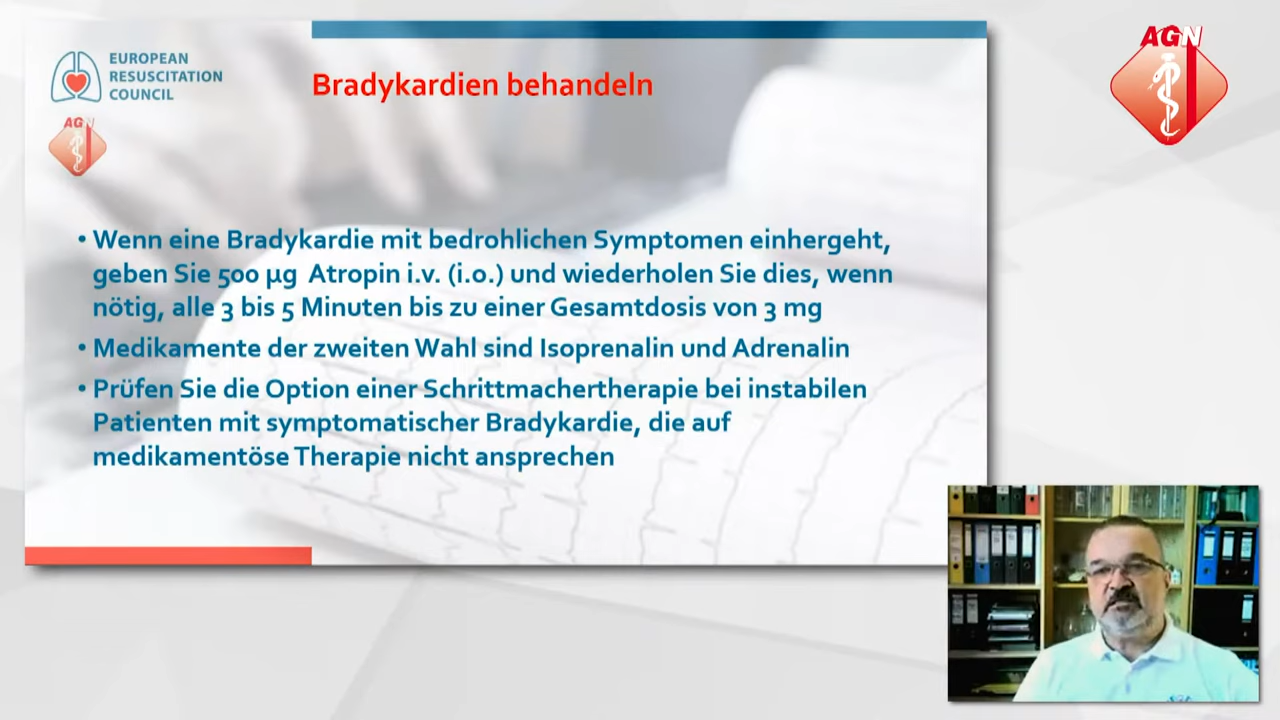 EUROPEAN
RESUSCITATION
COUNCIL
AGN
Bradykardien behandeln
AGN
• Wenn eine Bradykardie mit bedrohlichen Symptomen einhergeht,
geben Sie 500 µg Atropin i.v. (i.o.) und wiederholen Sie dies, wenn
nötig, alle 3 bis 5 Minuten bis zu einer Gesamtdosis von 3 mg
• Medikamente der zweiten Wahl sind Isoprenalin und Adrenalin
• Prüfen Sie die Option einer Schrittmachertherapie bei instabilen
Patienten mit symptomatischer Bradykardie, die auf
medikamentöse Therapie nicht ansprechen